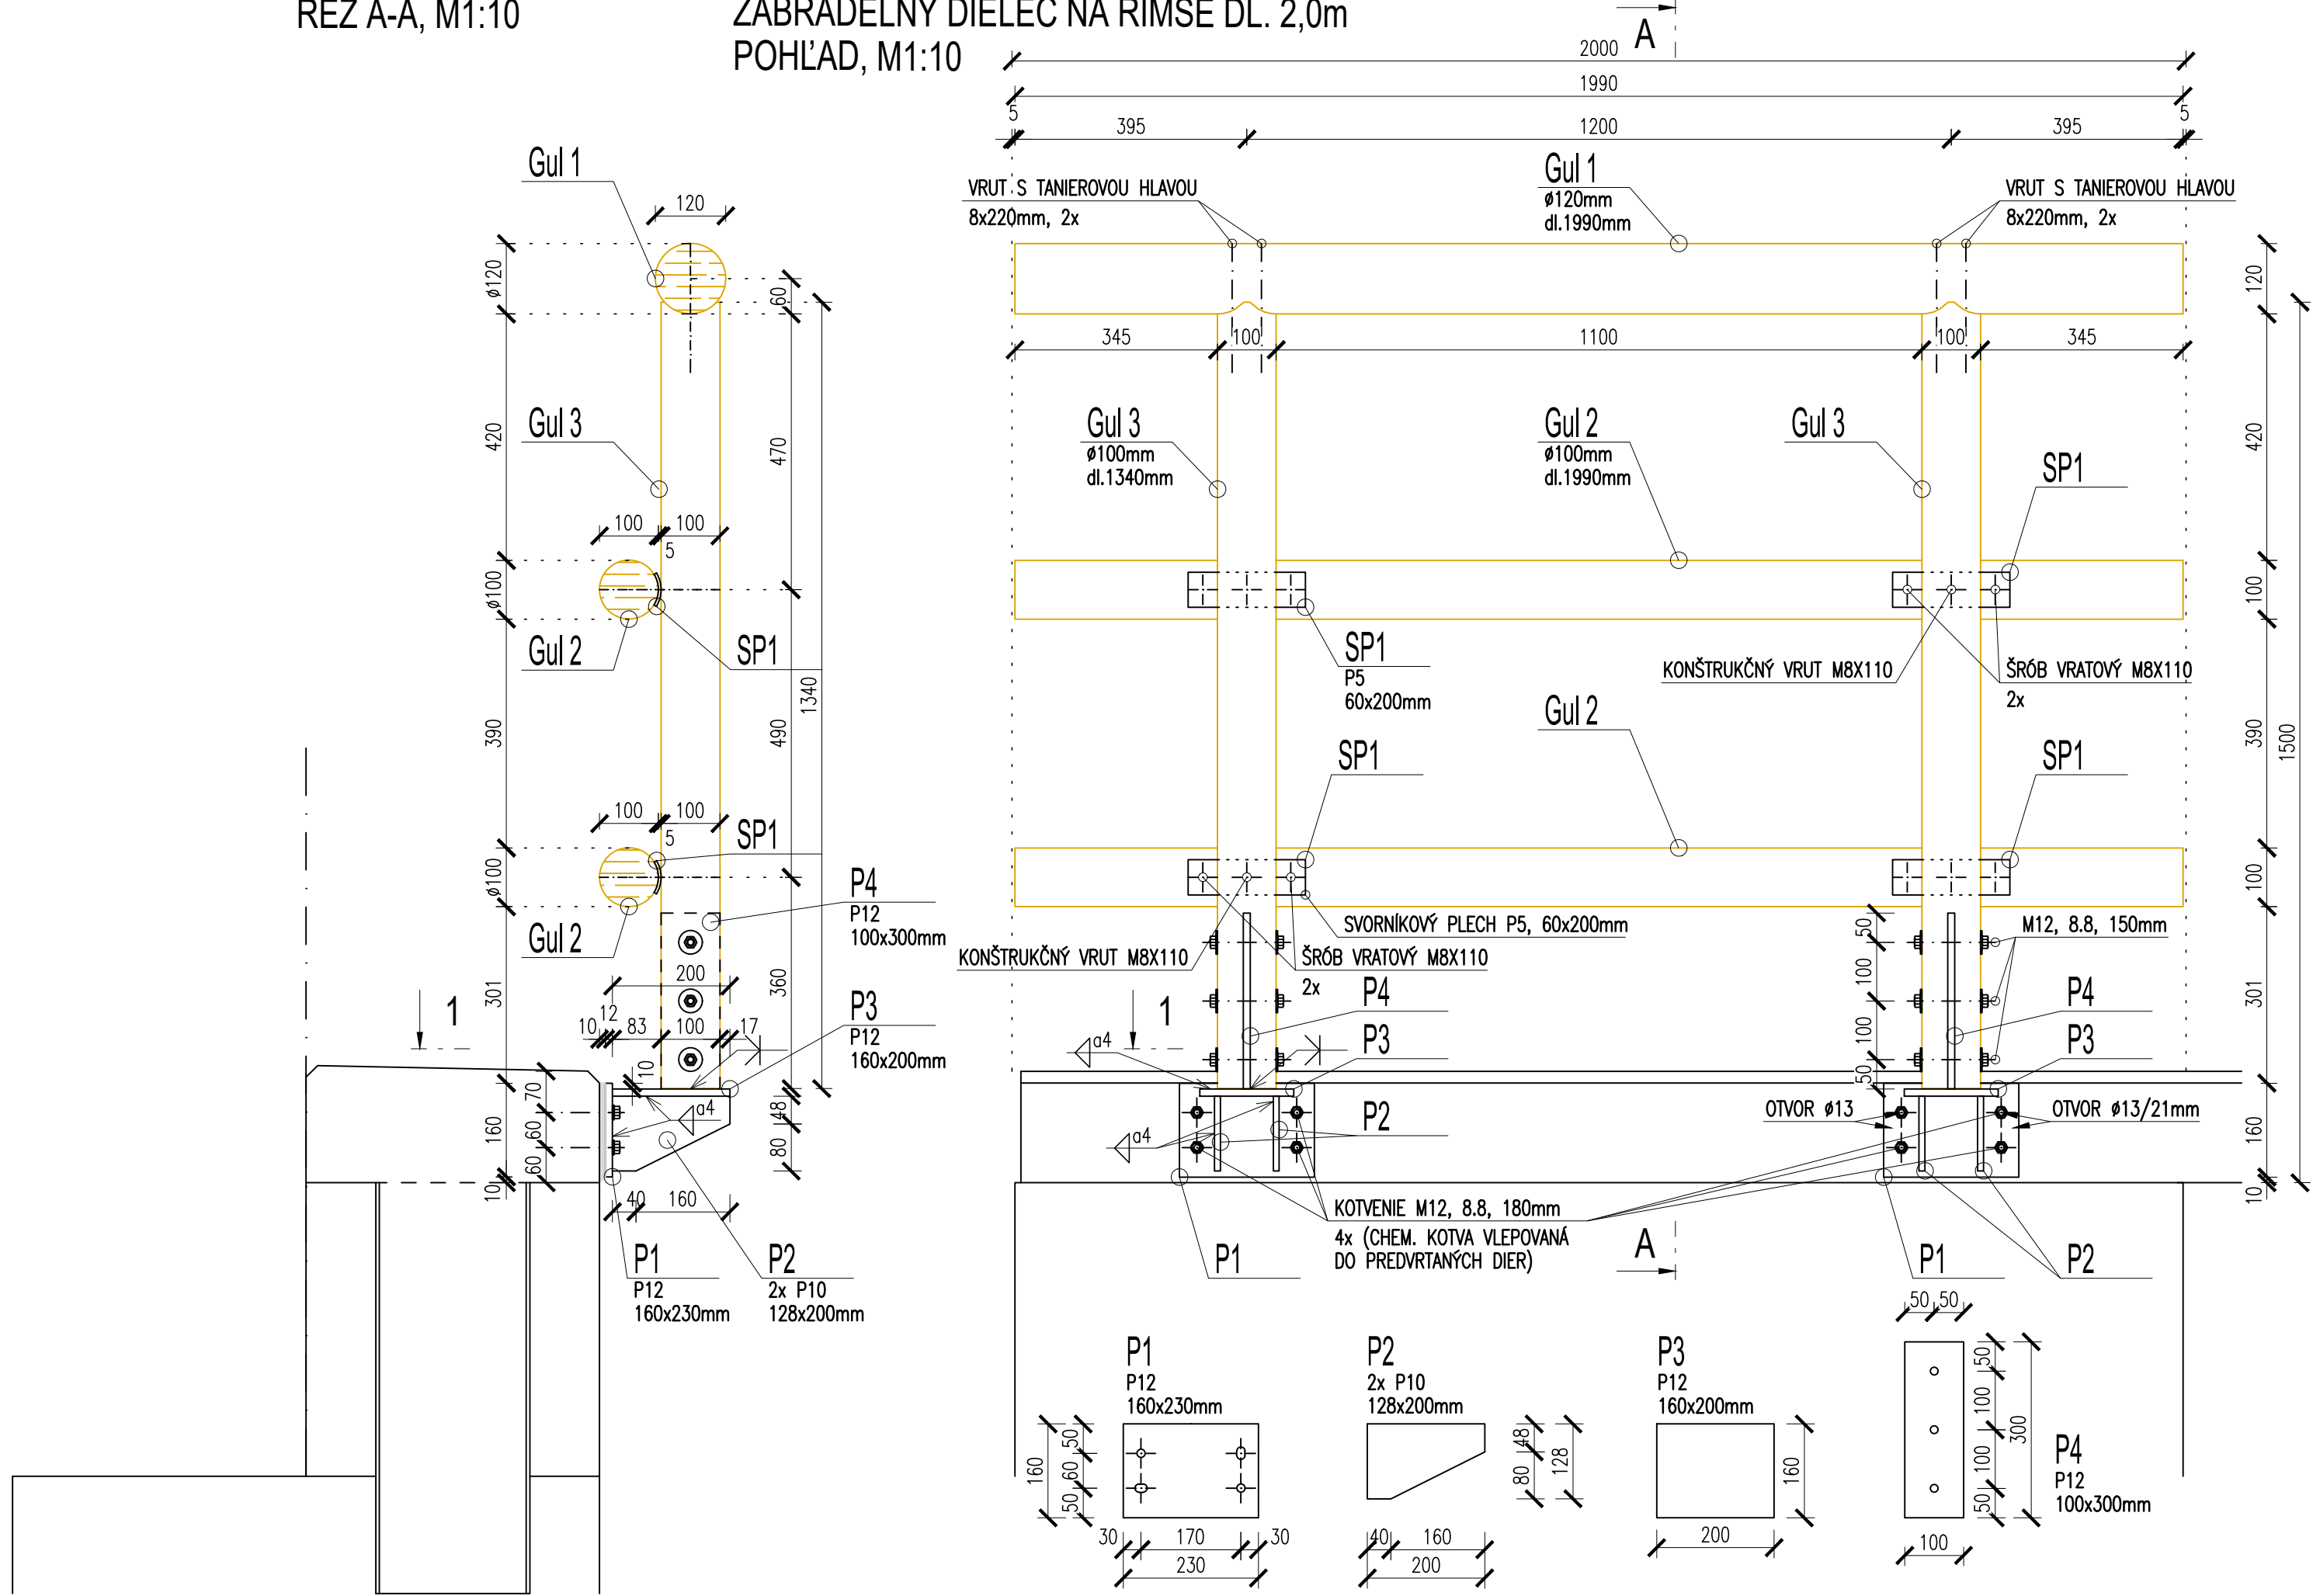 REZ A-A, M1:10
ZÁBRADEĽNÝ DIELEC NA RÍMSE DL. 2,0m
POHĽAD, M1:10
A
2000
1990
5
395
1200
395
5
Gul 1
120
ø120
60
420
470
Gul 3
100
100
5
ø100
Gul 2
SP1
1340
390
490
100
100
5
SP1
ø100
Gul 2
P4
P12
100x300mm
200
301
360
12
10
83
100
17
P3
P12
160x200mm
1
10
70
160
60
60
10
a4
48
80
40
160
P1
P12
160x230mm
P2
2x P10
128x200mm
VRUT S TANIEROVOU HLAVOU
8x220mm, 2x
Gul 1
ø120mm
dl.1990mm
VRUT S TANIEROVOU HLAVOU
8x220mm, 2x
120
345
100
1100
100
345
Gul 3
ø100mm
dl.1340mm
Gul 2
ø100mm
dl.1990mm
Gul 3
SP1
420
100
SP1
P5
60x200mm
KONŠTRUKČNÝ VRUT M8X110
ŠRÓB VRATOVÝ M8X110
2x
Gul 2
390
1500
SP1
SP1
100
SVORNÍKOVÝ PLECH P5, 60x200mm
KONŠTRUKČNÝ VRUT M8X110
ŠRÓB VRATOVÝ M8X110
2x
50
100
100
50
M12, 8.8, 150mm
301
1
P4
P4
a4
P3
P3
P2
a4
OTVOR ø13
OTVOR ø13/21mm
160
10
KOTVENIE M12, 8.8, 180mm
4x (CHEM. KOTVA VLEPOVANÁ
DO PREDVRTANÝCH DIER)
A
P1
P1
P2
P1
P12
160x230mm
160
50
60
50
30
170
30
230
P2
2x P10
128x200mm
48
80
128
40
160
200
P3
P12
160x200mm
160
200
50
50
50
100
100
50
300
100
P4
P12
100x300mm